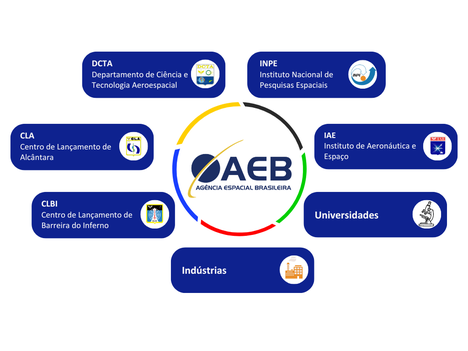 DCTA
Departamento de Ciência e
Tecnologia Aeroespacial
INPE
Instituto Nacional de
Pesquisas Espaciais
CLA
Centro de Lançamento de
Alcântara
IAE
Instituto de Aeronáutica e
Espaço
AEB
AGÊNCIA ESPACIAL BRASILEIRA
CLBI
Centro de Lançamento de
Barreira do Inferno
Universidades
Indústrias